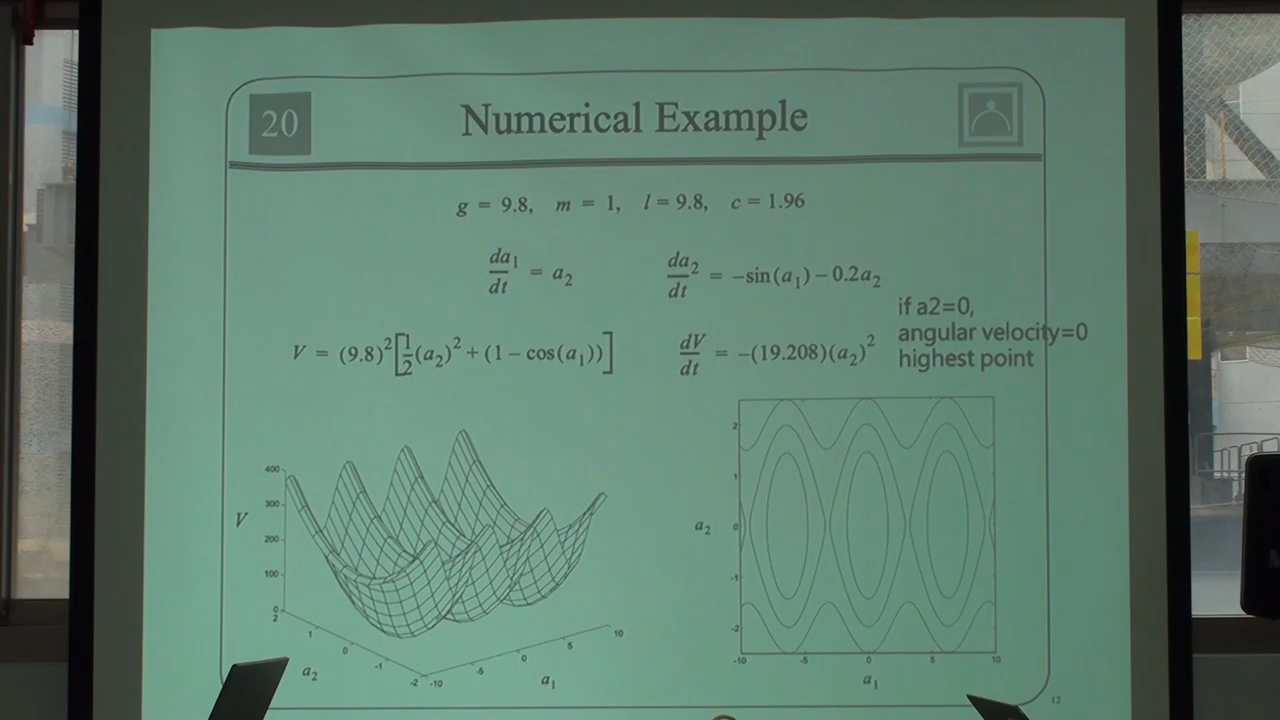 20
Numerical Example
g = 9.8, m = 1, l = 9.8, c = 1.96
da1/dt = a2
da2/dt = -sin(a1) - 0.2a2
if a2=0,
angular velocity=0
highest point
V = (9.8)^2[1/2(a2)^2 + (1 - cos(a1))]
dV/dt = -(19.208)(a2)^2
400
300
200
100
0
V
2
1
0
-1
-2
a2
-10
-5
0
5
10
a1
2
1
0
-1
-2
a2
-10
-5
0
5
10
a1
12